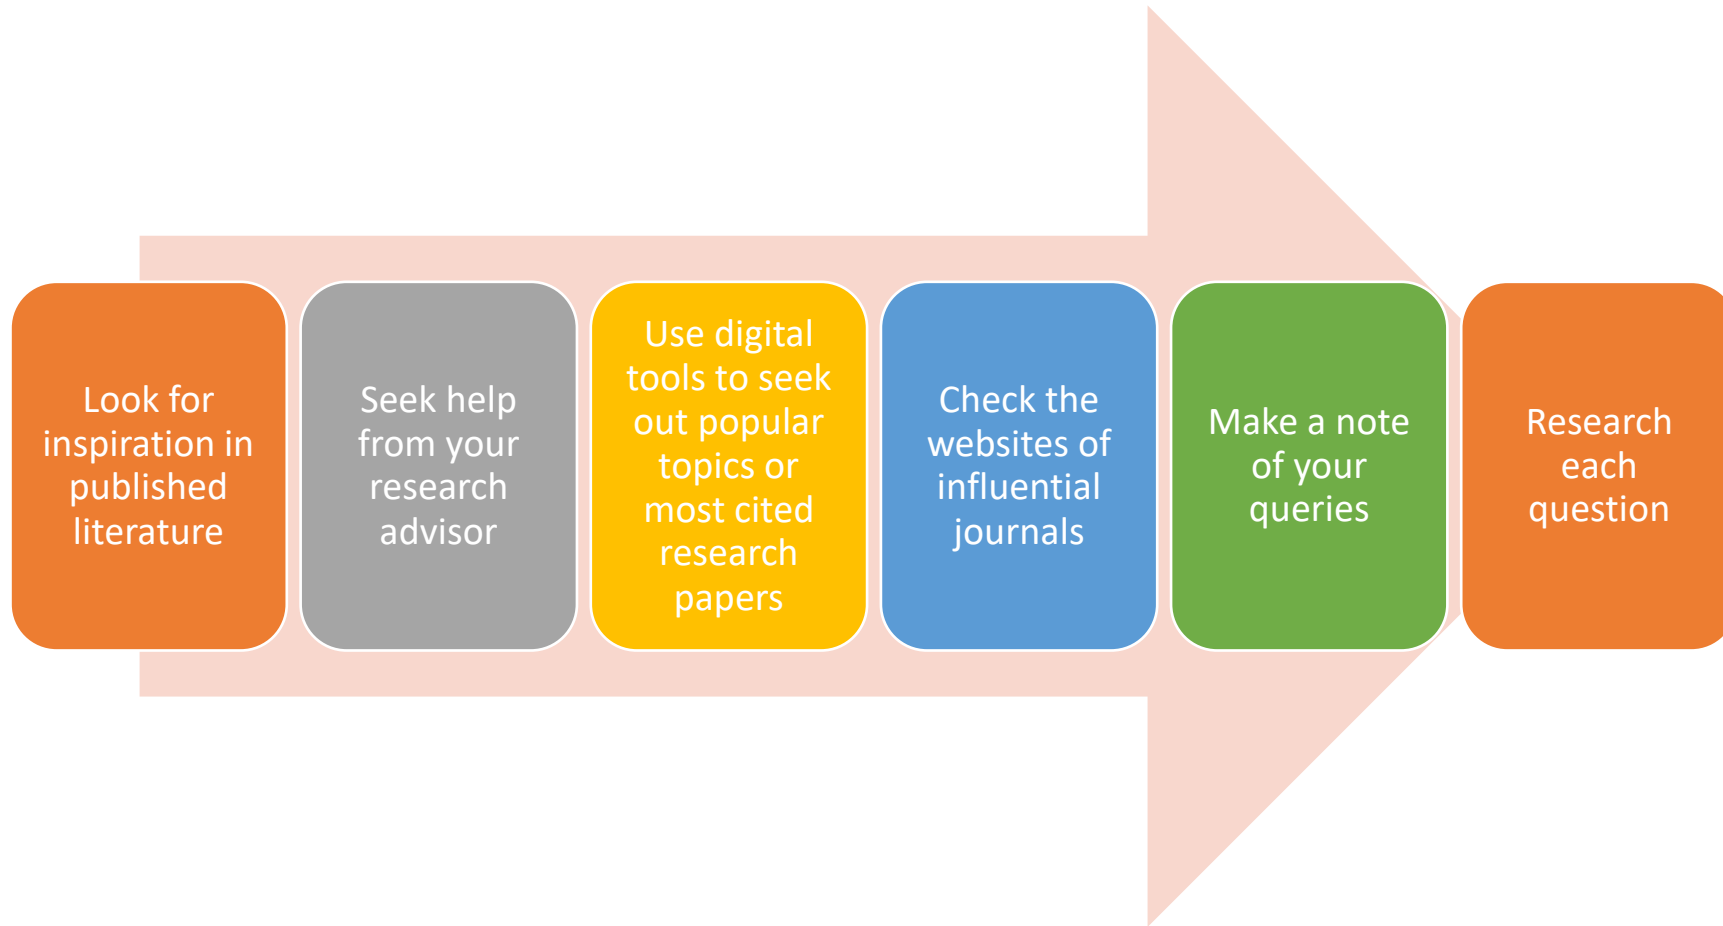 Look for
inspiration in
published
literature
Seek help
from your
research
advisor
Use digital
tools to seek
out popular
topics or
most cited
research
papers
Check the
websites of
influential
journals
Make a note
of your
queries
Research
each
question